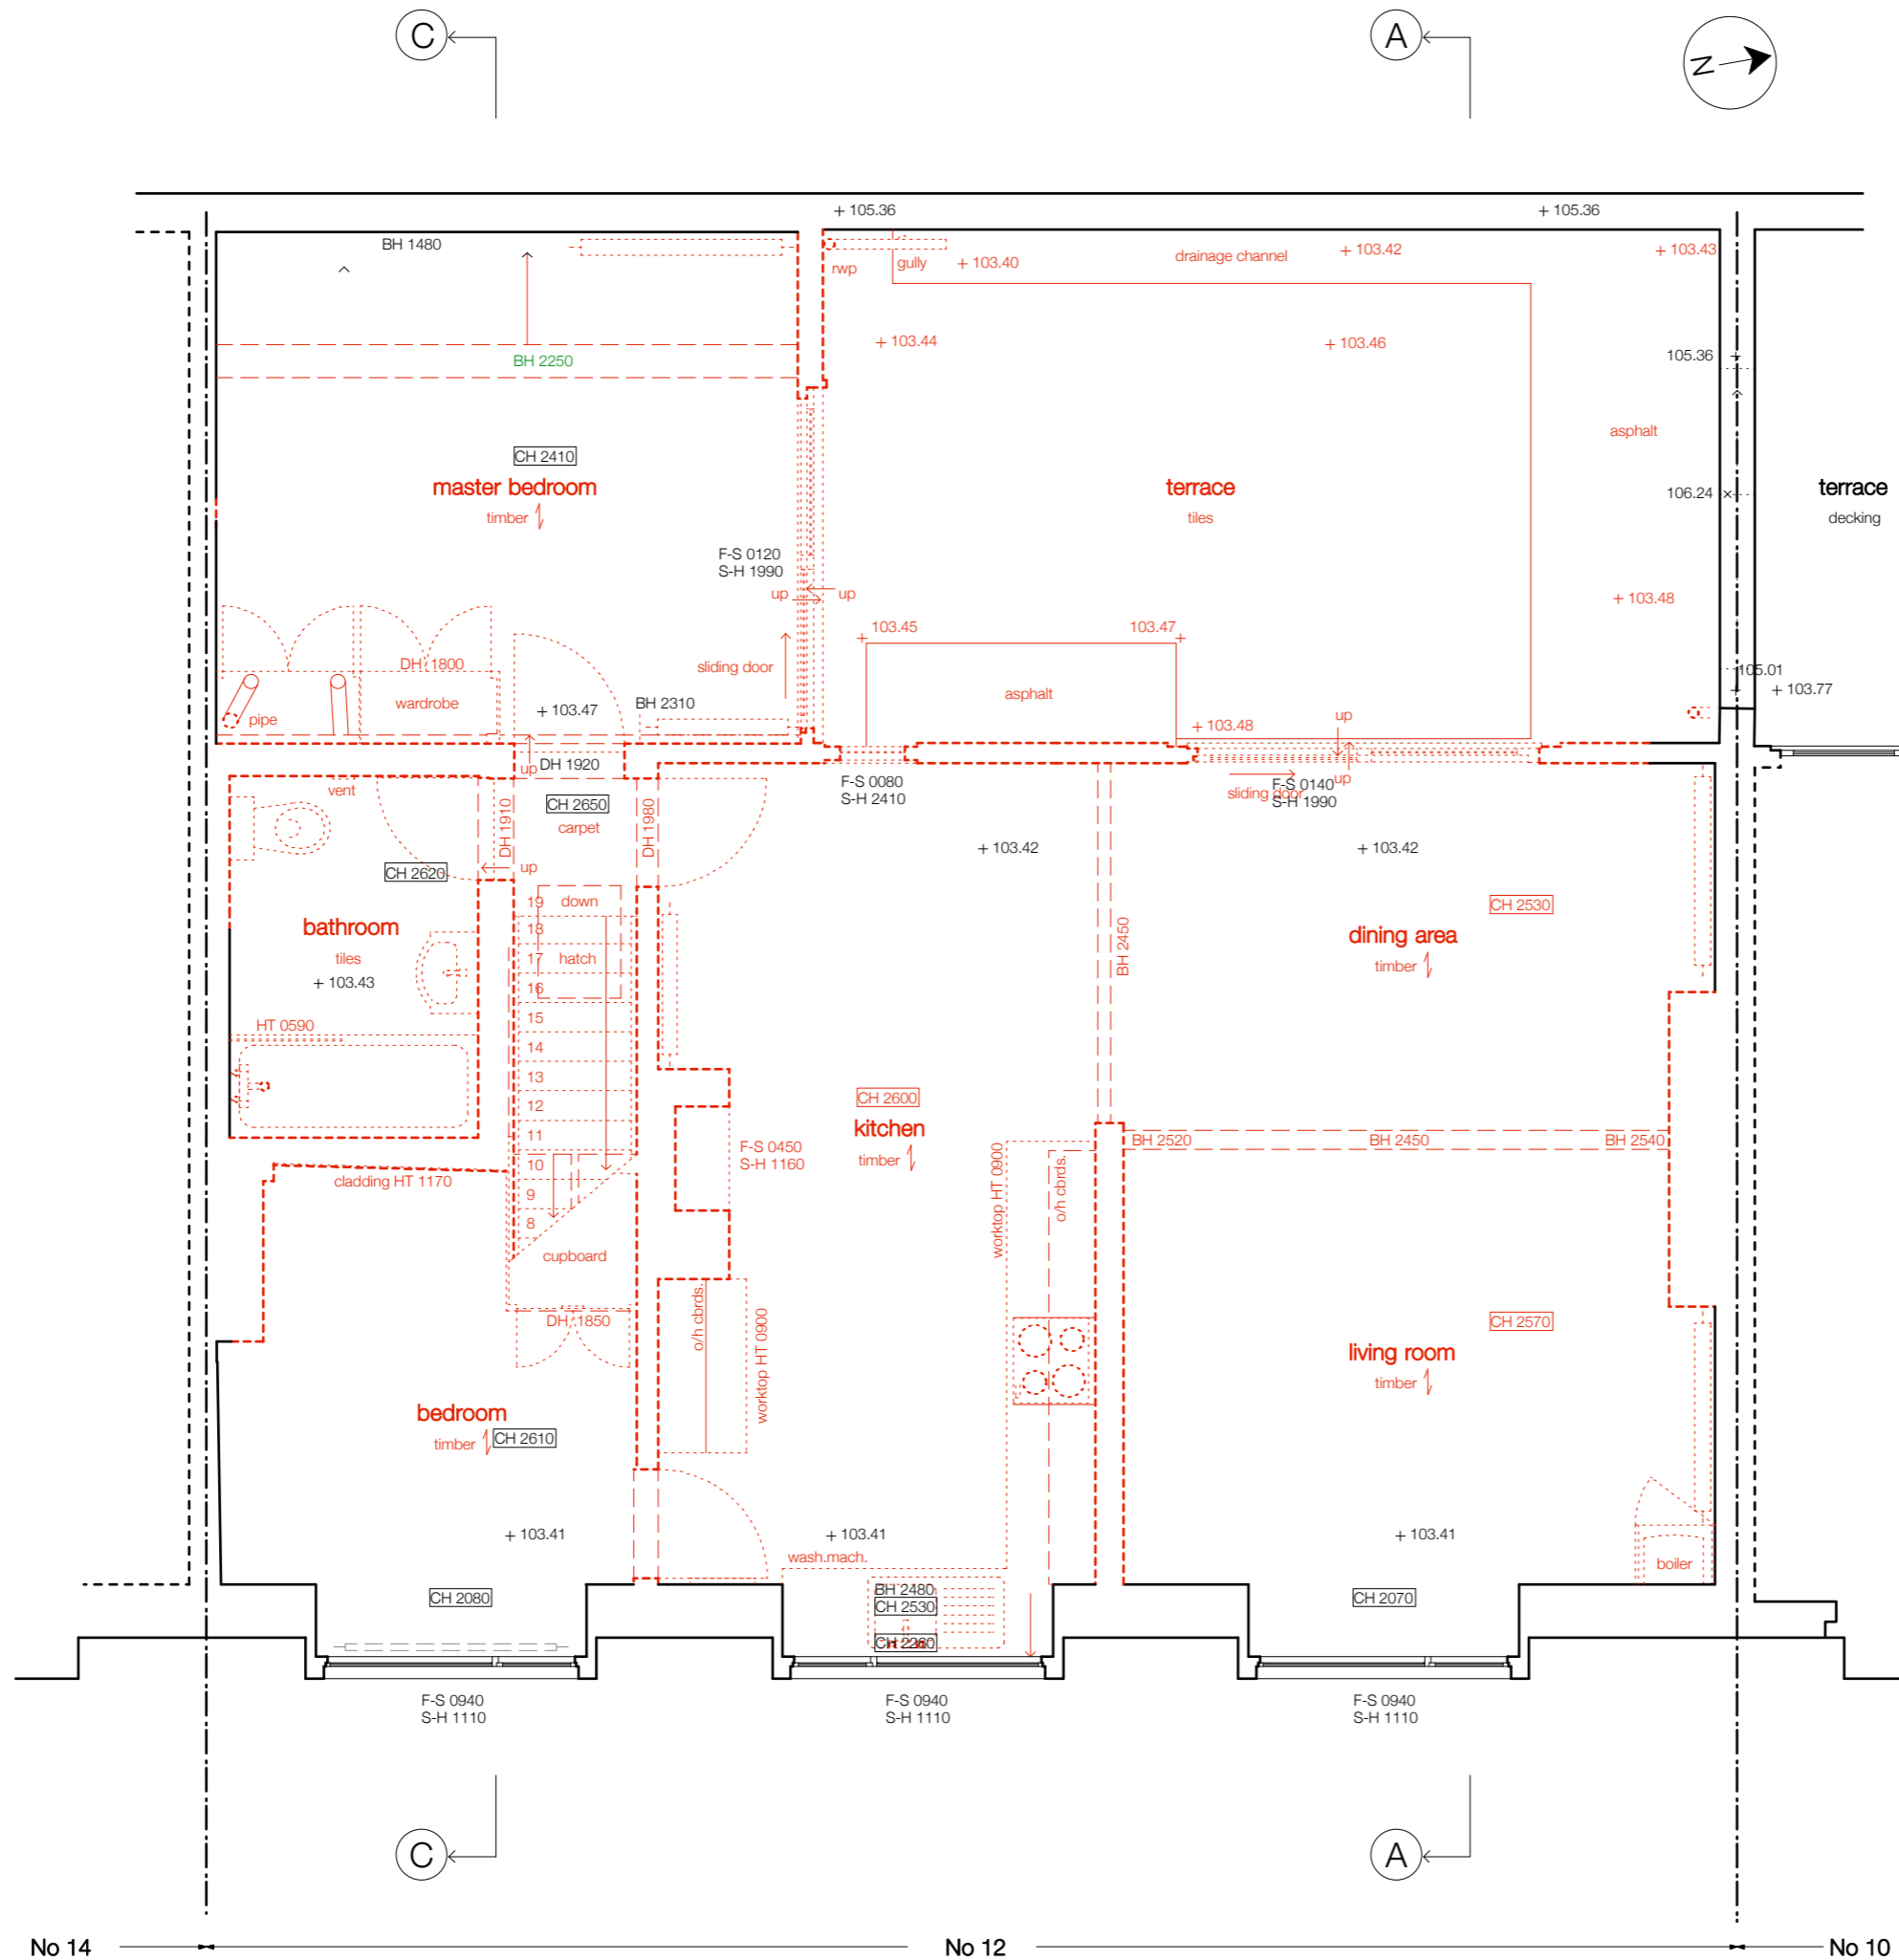 C
A
N
+ 105.36
+ 105.36
BH 1480
rwp
gully
+ 103.40
drainage channel
+ 103.42
+ 103.43
BH 2250
+ 103.44
+ 103.46
105.36
asphalt
CH 2410
master bedroom
timber
terrace
tiles
106.24
terrace
decking
F-S 0120
S-H 1990
up
up
+ 103.48
103.45
103.47
DH 1800
sliding door
wardrobe
pipe
asphalt
105.01
+ 103.77
+ 103.47
BH 2310
+ 103.48
up
up
DH 1920
F-S 0080
S-H 2410
up
sliding door
F-S 0140
S-H 1990
vent
DH 1910
CH 2650
carpet
DH 1980
+ 103.42
+ 103.42
CH 2620
up
19
down
CH 2530
18
bathroom
tiles
+ 103.43
17
hatch
BH 2450
dining area
timber
16
HT 0590
15
14
13
12
11
10
9
8
CH 2600
kitchen
timber
F-S 0450
S-H 1160
BH 2520
BH 2450
BH 2540
cladding HT 1170
worktop HT 0900
o/h cbrds.
cupboard
DH 1850
o/h cbrds.
worktop HT 0900
CH 2570
living room
timber
bedroom
timber
CH 2610
+ 103.41
+ 103.41
+ 103.41
wash.mach.
boiler
CH 2080
BH 2480
CH 2530
CH 2260
CH 2070
F-S 0940
S-H 1110
F-S 0940
S-H 1110
F-S 0940
S-H 1110
C
A
No 14
No 12
No 10